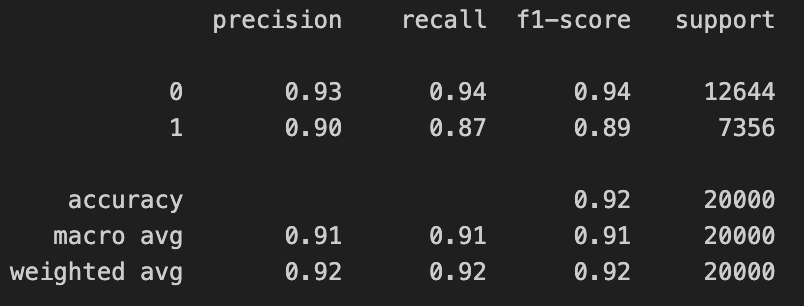 precision recall f1-score support
0 0.93 0.94 0.94 12644
1 0.90 0.87 0.89 7356
accuracy 0.92 20000
macro avg 0.91 0.91 0.91 20000
weighted avg 0.92 0.92 0.92 20000